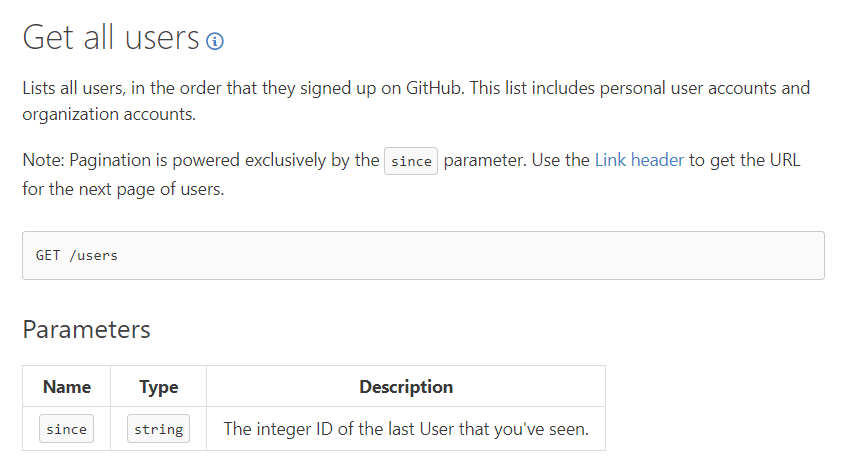 Get all users
Lists all users, in the order that they signed up on GitHub. This list includes personal user accounts and
organization accounts.
Note: Pagination is powered exclusively by the since parameter. Use the Link header to get the URL
for the next page of users.
GET /users
Parameters
Name Type Description
since string The integer ID of the last User that you've seen.